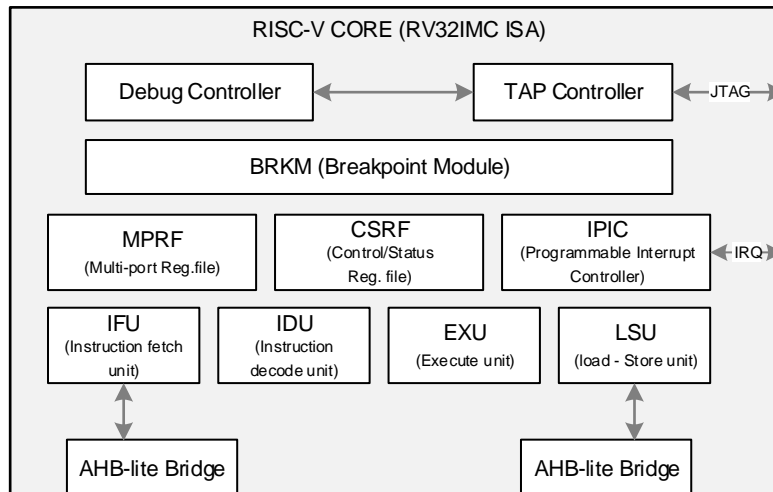 RISC-V CORE (RV32IMC ISA)
Debug Controller
TAP Controller
JTAG
BRKM (Breakpoint Module)
MPRF
(Multi-port Reg.file)
CSRF
(Control/Status
Reg. file)
IPIC
(Programmable Interrupt
Controller)
IRQ
IFU
(Instruction fetch
unit)
IDU
(Instruction
decode unit)
EXU
(Execute unit)
LSU
(load - Store unit)
AHB-lite Bridge
AHB-lite Bridge